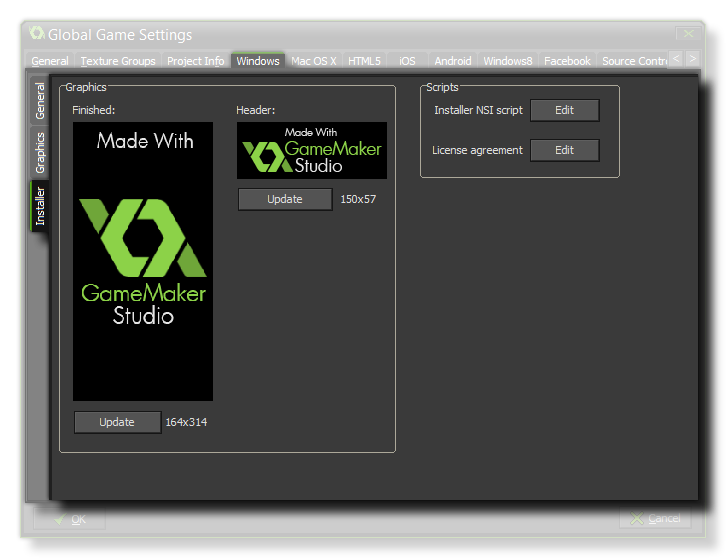 Global Game Settings
General Texture Groups Project Info Windows Mac OS X HTML5 iOS Android Windows8 Facebook Source Contro < >
General
Graphics
Installer
Graphics
Finished:
Made With
GameMaker
Studio
Update 164x314
Header:
Made With
GameMaker
Studio
Update 150x57
Scripts
Installer NSI script Edit
License agreement Edit
OK Cancel